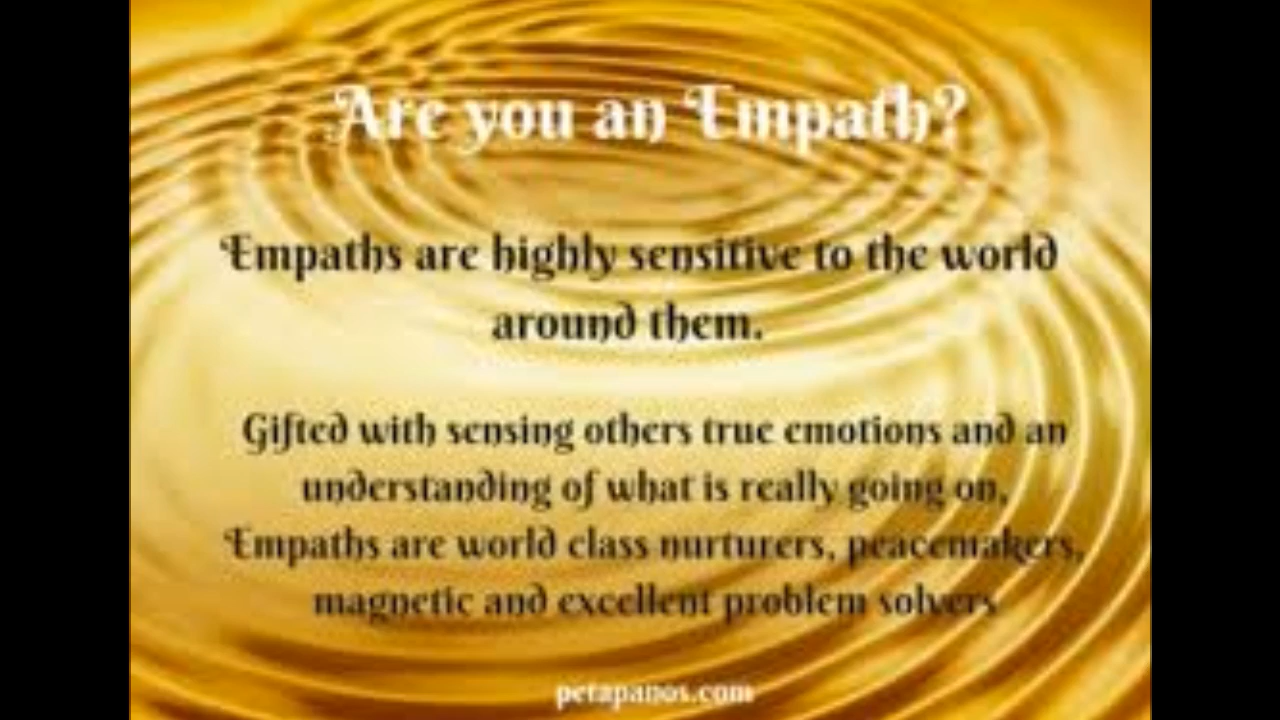 Are you an Empath?
Empaths are highly sensitive to the world
around them.
Gifted with sensing others true emotions and an
understanding of what is really going on,
Empaths are world class nurturers, peacemakers,
magnetic and excellent problem solvers
petapanos.com